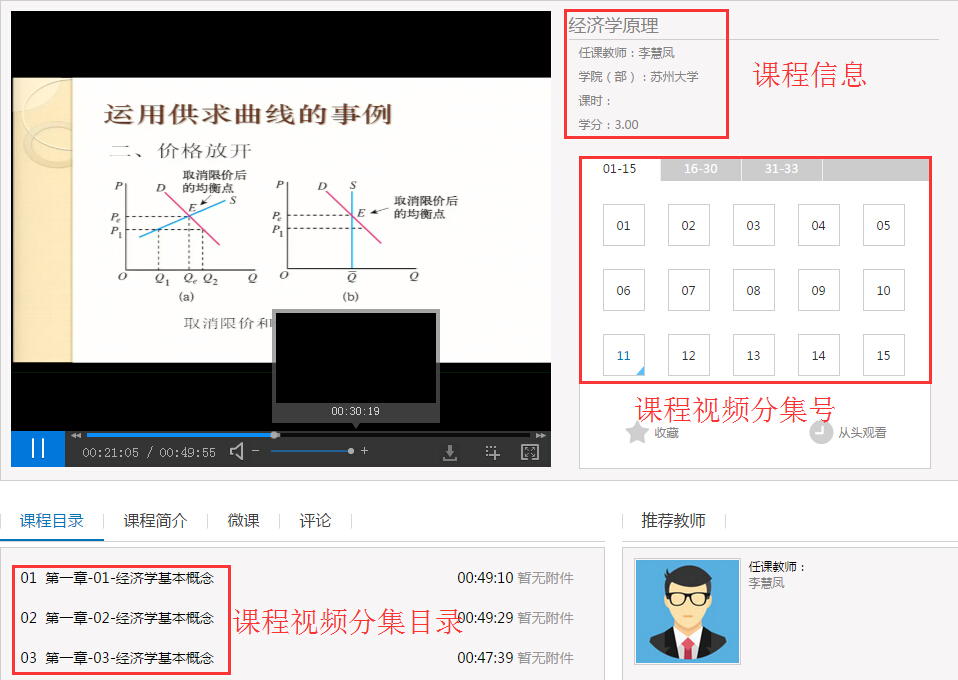 经济学原理
任课教师：李慧凤
学院（部）：苏州大学
课时：
学分：3.00
课程信息
运用供求曲线的事例
二、价格放开
取消限价后
的均衡点
P D E S
Pe
P1
O Q1 Qe Q2 Q
(a)
P D S
取消限价后
的均衡点
Pe E
P1
O Q̄ Q
(b)
取消限价和
00:30:19
00:21:05 / 00:49:55
01-15 16-30 31-33
01 02 03 04 05
06 07 08 09 10
11 12 13 14 15
课程视频分集号
收藏 从头观看
课程目录 课程简介 微课 评论
推荐教师
01 第一章-01-经济学基本概念 00:49:10 暂无附件
02 第一章-02-经济学基本概念 00:49:29 暂无附件
03 第一章-03-经济学基本概念 00:47:39 暂无附件
课程视频分集目录
任课教师：
李慧凤